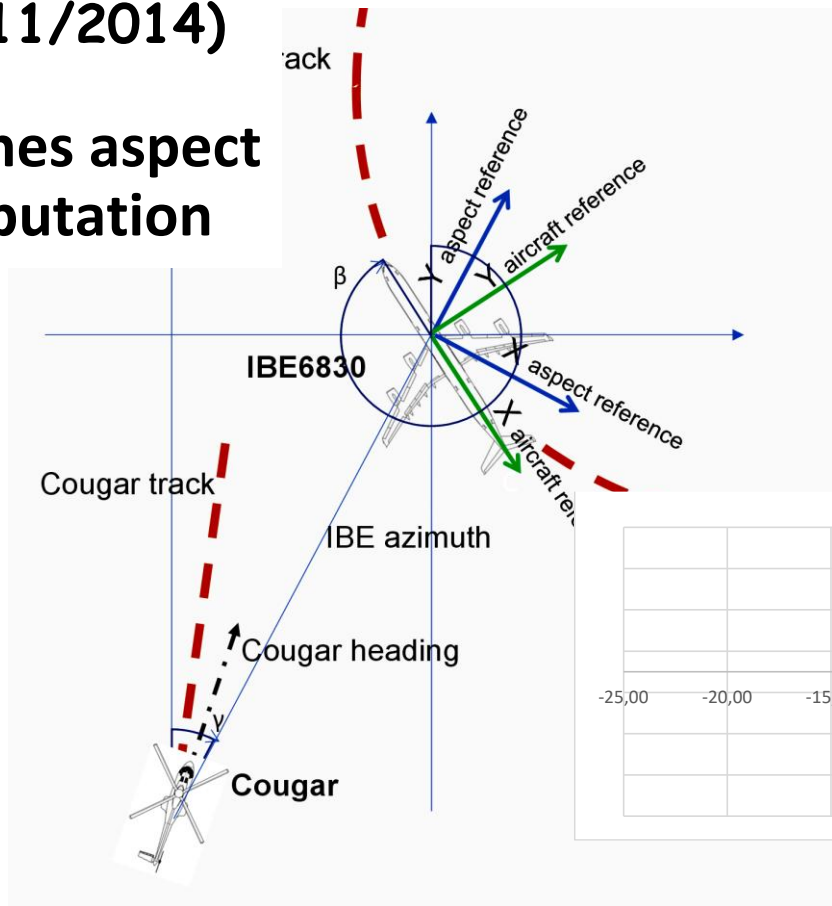 11/2014)
ack
nes aspect
putation
Y aspect reference
Y aircraft reference
β
IBE6830
X aspect reference
X aircraft refe
Cougar track
IBE azimuth
Cougar heading
-25,00 -20,00 -15
γ
Cougar